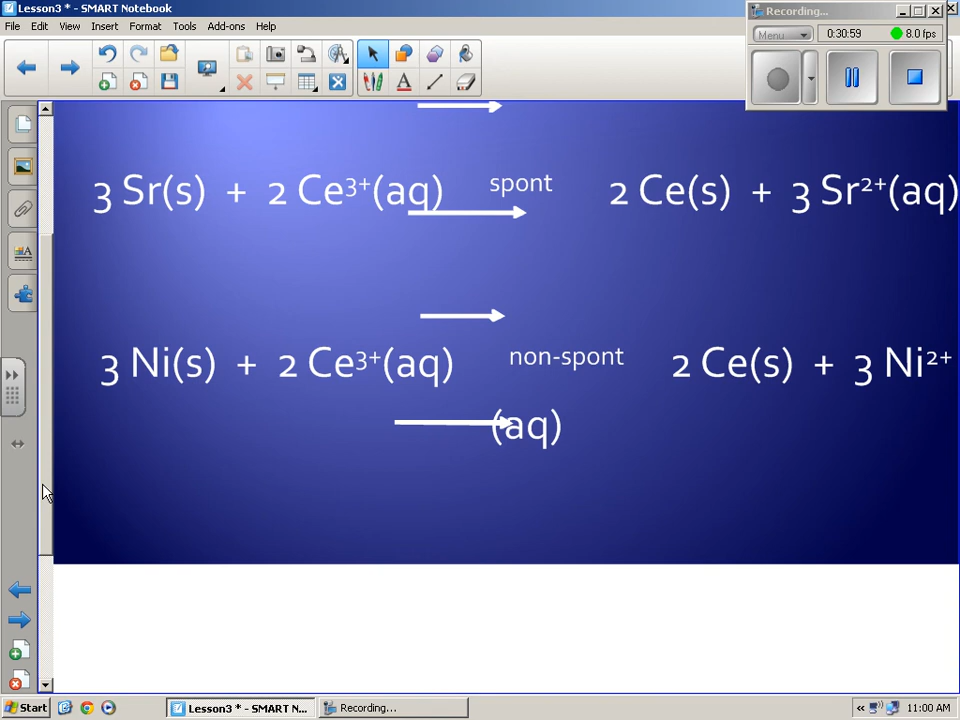 Lesson3 * - SMART Notebook
Recording...
File Edit View Insert Format Tools Add-ons Help
Menu 0:30:59 8.0 fps
3 Sr(s) + 2 Ce³⁺(aq) spont 2 Ce(s) + 3 Sr²⁺(aq)
3 Ni(s) + 2 Ce³⁺(aq) non-spont 2 Ce(s) + 3 Ni²⁺
(aq)
Start Lesson3 * - SMART N... Recording... 11:00 AM